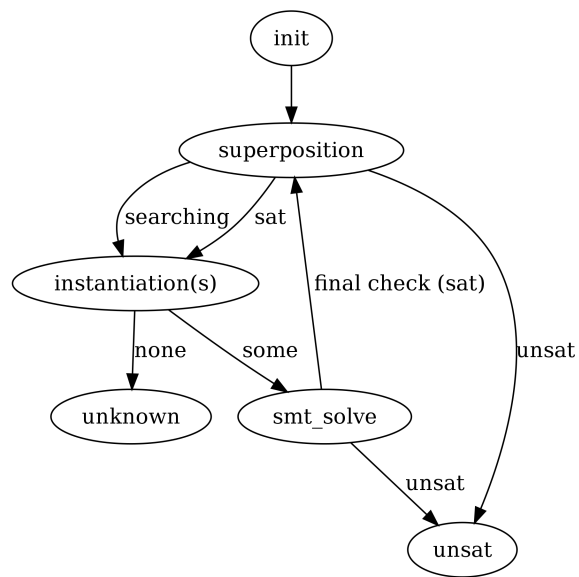 init
superposition
searching
sat
instantiation(s)
final check (sat)
none
some
unsat
unknown
smt_solve
unsat
unsat